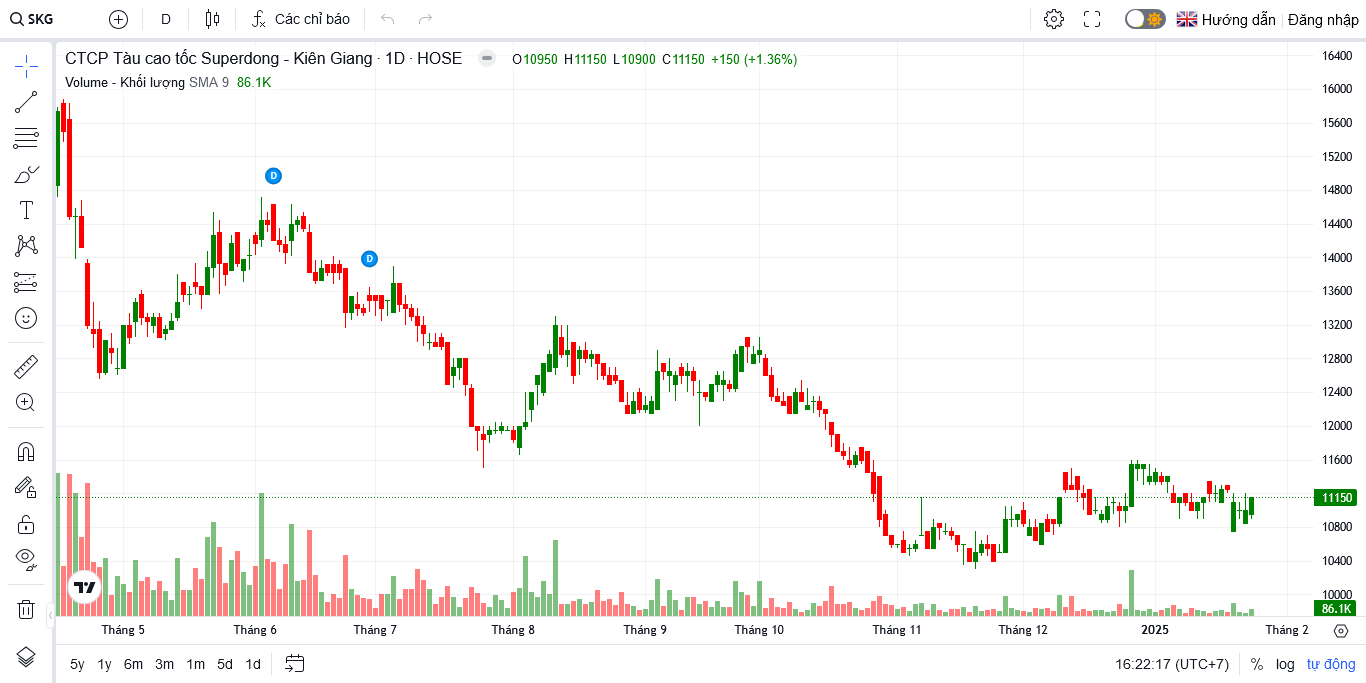 SKG D Các chỉ báo Hướng dẫn Đăng nhập
CTCP Tàu cao tốc Superdong - Kiên Giang · 1D · HOSE O10950 H11150 L10900 C11150 +150 (+1.36%)
Volume - Khối lượng SMA 9 86.1K
D
D
16400
16000
15600
15200
14800
14400
14000
13600
13200
12800
12400
12000
11600
11150
10800
10400
10000
86.1K
Tháng 5 Tháng 6 Tháng 7 Tháng 8 Tháng 9 Tháng 10 Tháng 11 Tháng 12 2025 Tháng 2
5y 1y 6m 3m 1m 5d 1d 16:22:17 (UTC+7) % log tự động